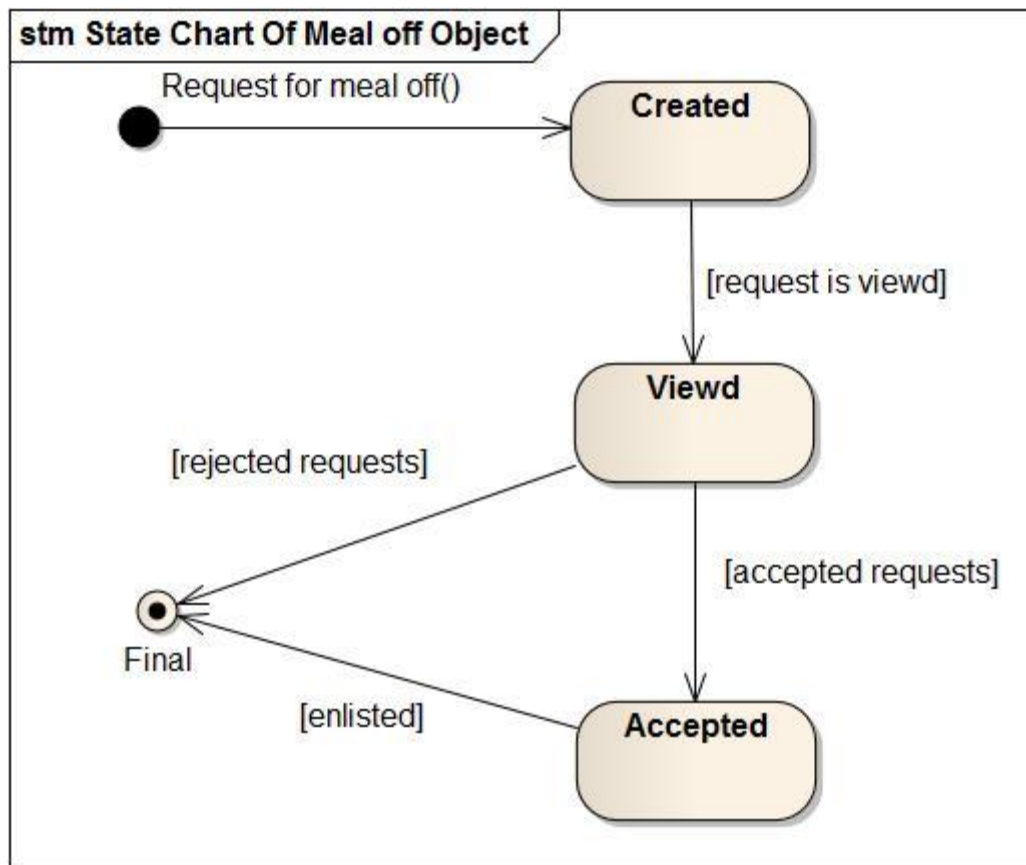 stm State Chart Of Meal off Object
Request for meal off()
Created
[request is viewd]
Viewd
[rejected requests]
[accepted requests]
Final
[enlisted]
Accepted